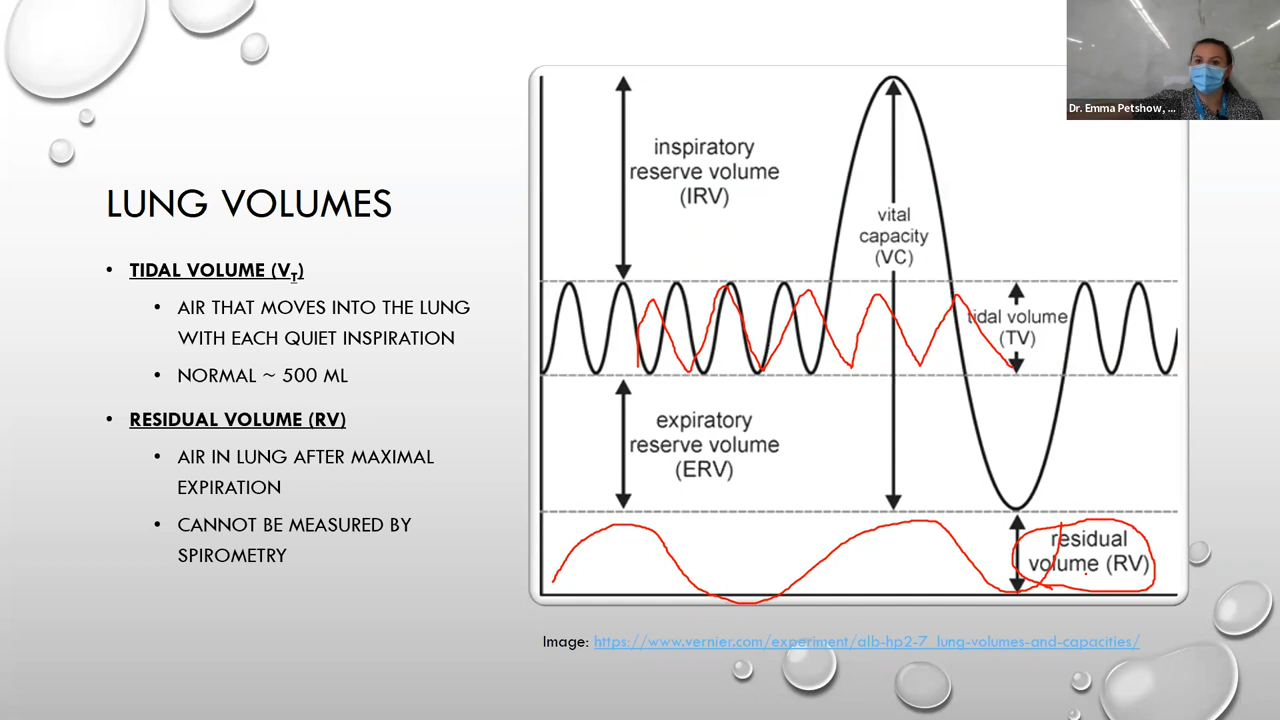 LUNG VOLUMES
• TIDAL VOLUME (VT)
• AIR THAT MOVES INTO THE LUNG
WITH EACH QUIET INSPIRATION
• NORMAL ~ 500 ML
• RESIDUAL VOLUME (RV)
• AIR IN LUNG AFTER MAXIMAL
EXPIRATION
• CANNOT BE MEASURED BY
SPIROMETRY
inspiratory
reserve volume
(IRV)
vital
capacity
(VC)
tidal volume
(TV)
expiratory
reserve volume
(ERV)
residual
volume (RV)
Image: https://www.vernier.com/experiment/alb-hp2-7_lung-volumes-and-capacities/
Dr. Emma Petshow, ...